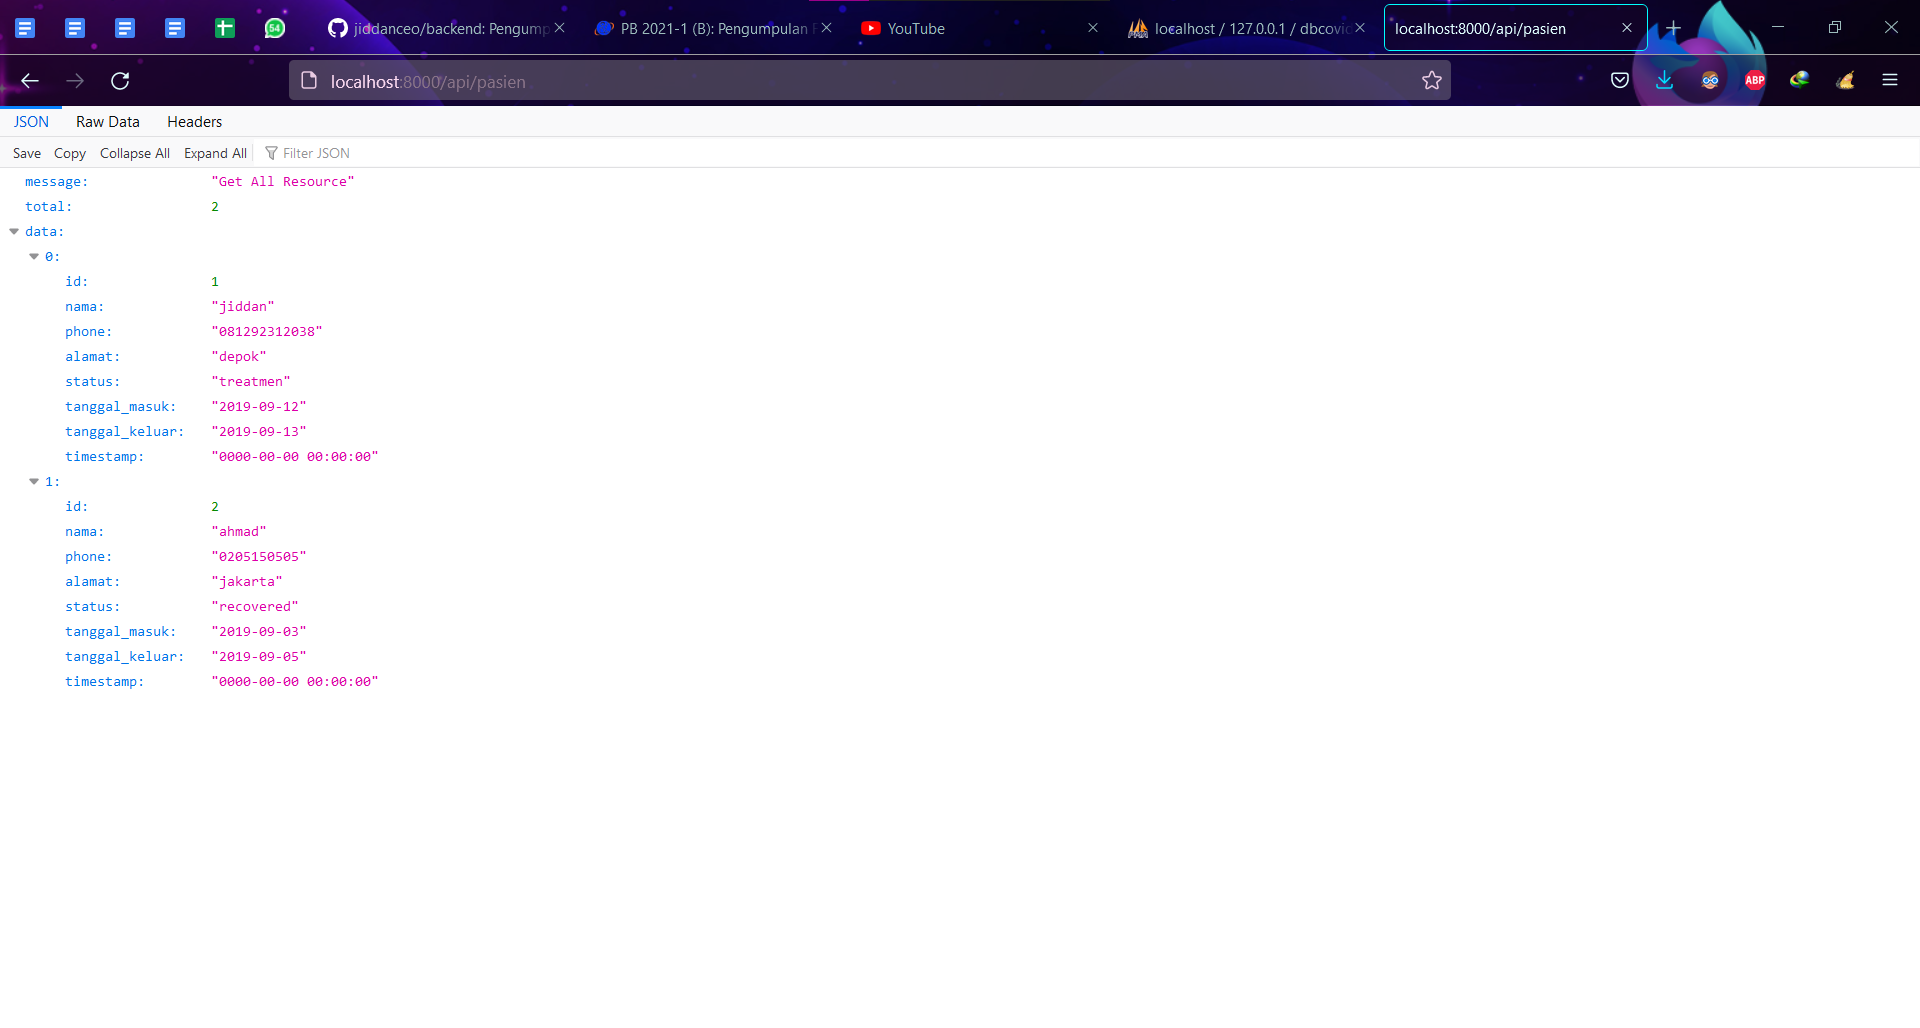 54
jiddanceo/backend: Pengump
PB 2021-1 (B): Pengumpulan
YouTube
localhost / 127.0.0.1 / dbcovid
localhost:8000/api/pasien
localhost:8000/api/pasien
ABP
JSON Raw Data Headers
Save Copy Collapse All Expand All Filter JSON
message: "Get All Resource"
total: 2
data:
0:
id: 1
nama: "jiddan"
phone: "081292312038"
alamat: "depok"
status: "treatmen"
tanggal_masuk: "2019-09-12"
tanggal_keluar: "2019-09-13"
timestamp: "0000-00-00 00:00:00"
1:
id: 2
nama: "ahmad"
phone: "0205150505"
alamat: "jakarta"
status: "recovered"
tanggal_masuk: "2019-09-03"
tanggal_keluar: "2019-09-05"
timestamp: "0000-00-00 00:00:00"